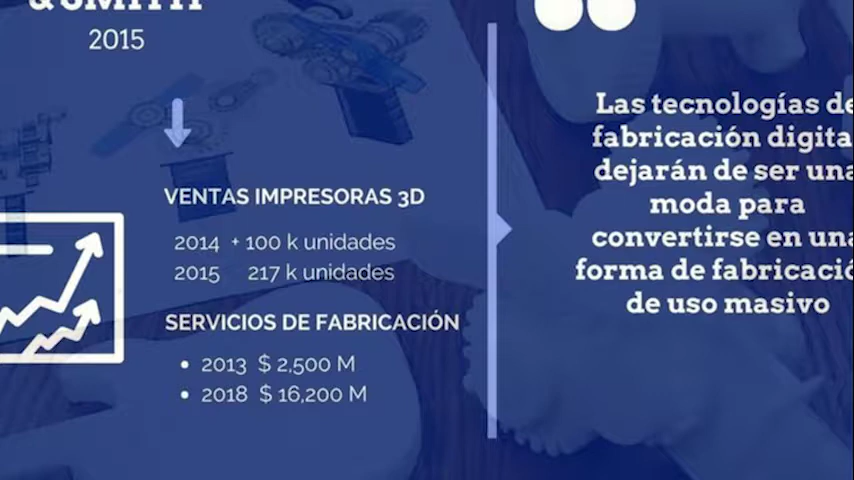 2015
VENTAS IMPRESORAS 3D
2014 + 100 k unidades
2015 217 k unidades
SERVICIOS DE FABRICACIÓN
• 2013 $ 2,500 M
• 2018 $ 16,200 M
Las tecnologías de
fabricación digita
dejarán de ser una
moda para
convertirse en una
forma de fabricació
de uso masivo